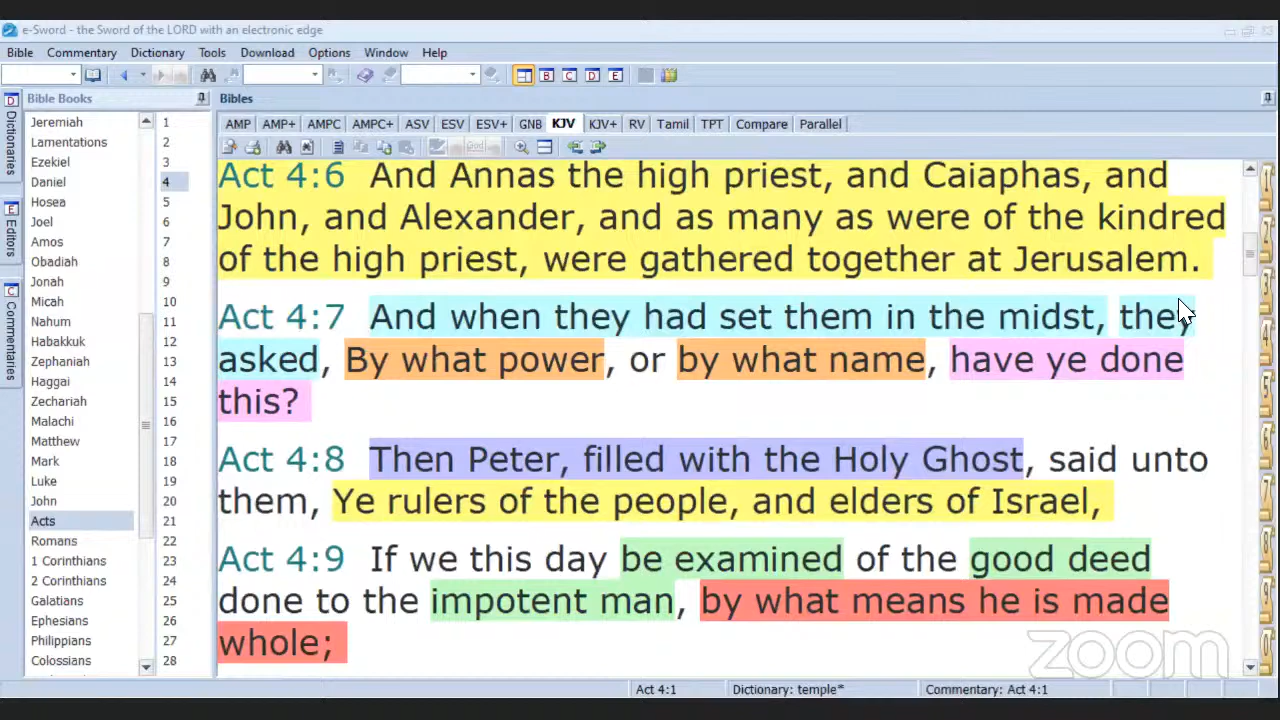 e-Sword - the Sword of the LORD with an electronic edge
Bible Commentary Dictionary Tools Download Options Window Help
B C D E
Bible Books
Bibles
D Dictionaries
E Editors
C Commentaries
AMP AMP+ AMPC AMPC+ ASV ESV ESV+ GNB KJV KJV+ RV Tamil TPT Compare Parallel
Jeremiah 1
Lamentations 2
Ezekiel 3
Daniel 4
Hosea 5
Joel 6
Amos 7
Obadiah 8
Jonah 9
Micah 10
Nahum 11
Habakkuk 12
Zephaniah 13
Haggai 14
Zechariah 15
Malachi 16
Matthew 17
Mark 18
Luke 19
John 20
Acts 21
Romans 22
1 Corinthians 23
2 Corinthians 24
Galatians 25
Ephesians 26
Philippians 27
Colossians 28
Act 4:6 And Annas the high priest, and Caiaphas, and
John, and Alexander, and as many as were of the kindred
of the high priest, were gathered together at Jerusalem.
Act 4:7 And when they had set them in the midst, they
asked, By what power, or by what name, have ye done
this?
Act 4:8 Then Peter, filled with the Holy Ghost, said unto
them, Ye rulers of the people, and elders of Israel,
Act 4:9 If we this day be examined of the good deed
done to the impotent man, by what means he is made
whole;
zoom
Act 4:1 Dictionary: temple* Commentary: Act 4:1